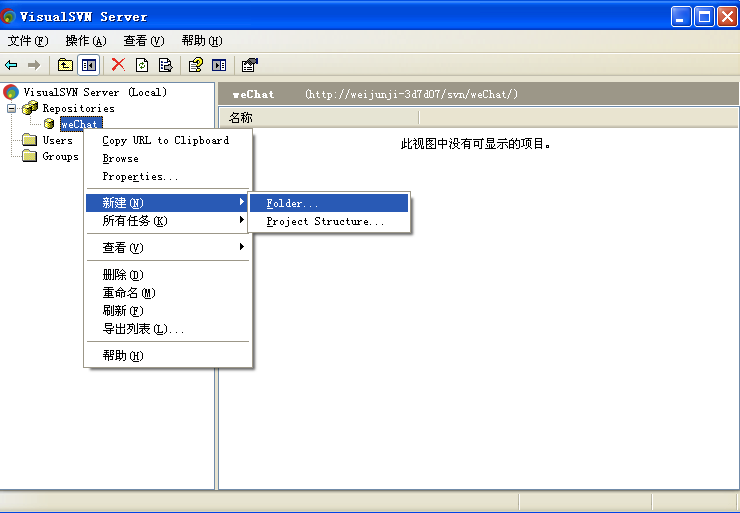 VisualSVN Server
文件(F) 操作(A) 查看(V) 帮助(H)
VisualSVN Server (Local)
Repositories
weChat
Users
Groups
weChat (http://weijunji-3d7d07/svn/weChat/)
名称
此视图中没有可显示的项目。
Copy URL to Clipboard
Browse
Properties...
新建(N)
所有任务(K)
查看(V)
删除(D)
重命名(M)
刷新(F)
导出列表(L)...
帮助(H)
Folder...
Project Structure...